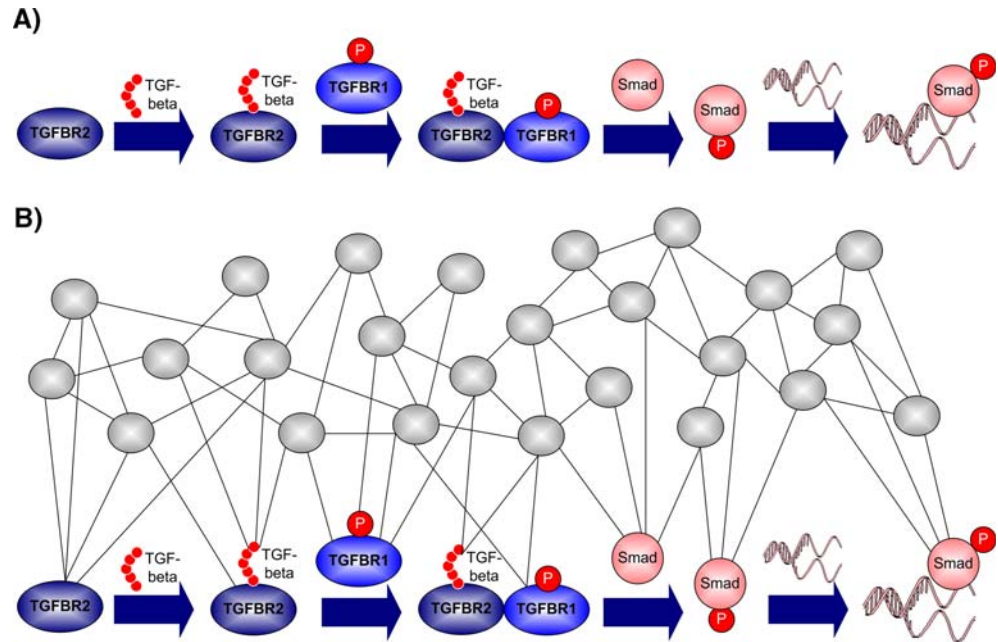 A)
TGFBR2
TGF-
beta
TGF-
beta
TGFBR2
P
TGFBR1
TGF-
beta
TGFBR2
P
TGFBR1
Smad
Smad
P
P
Smad
B)
TGFBR2
TGF-
beta
TGF-
beta
TGFBR2
P
TGFBR1
TGF-
beta
TGFBR2
P
TGFBR1
Smad
Smad
P
P
Smad